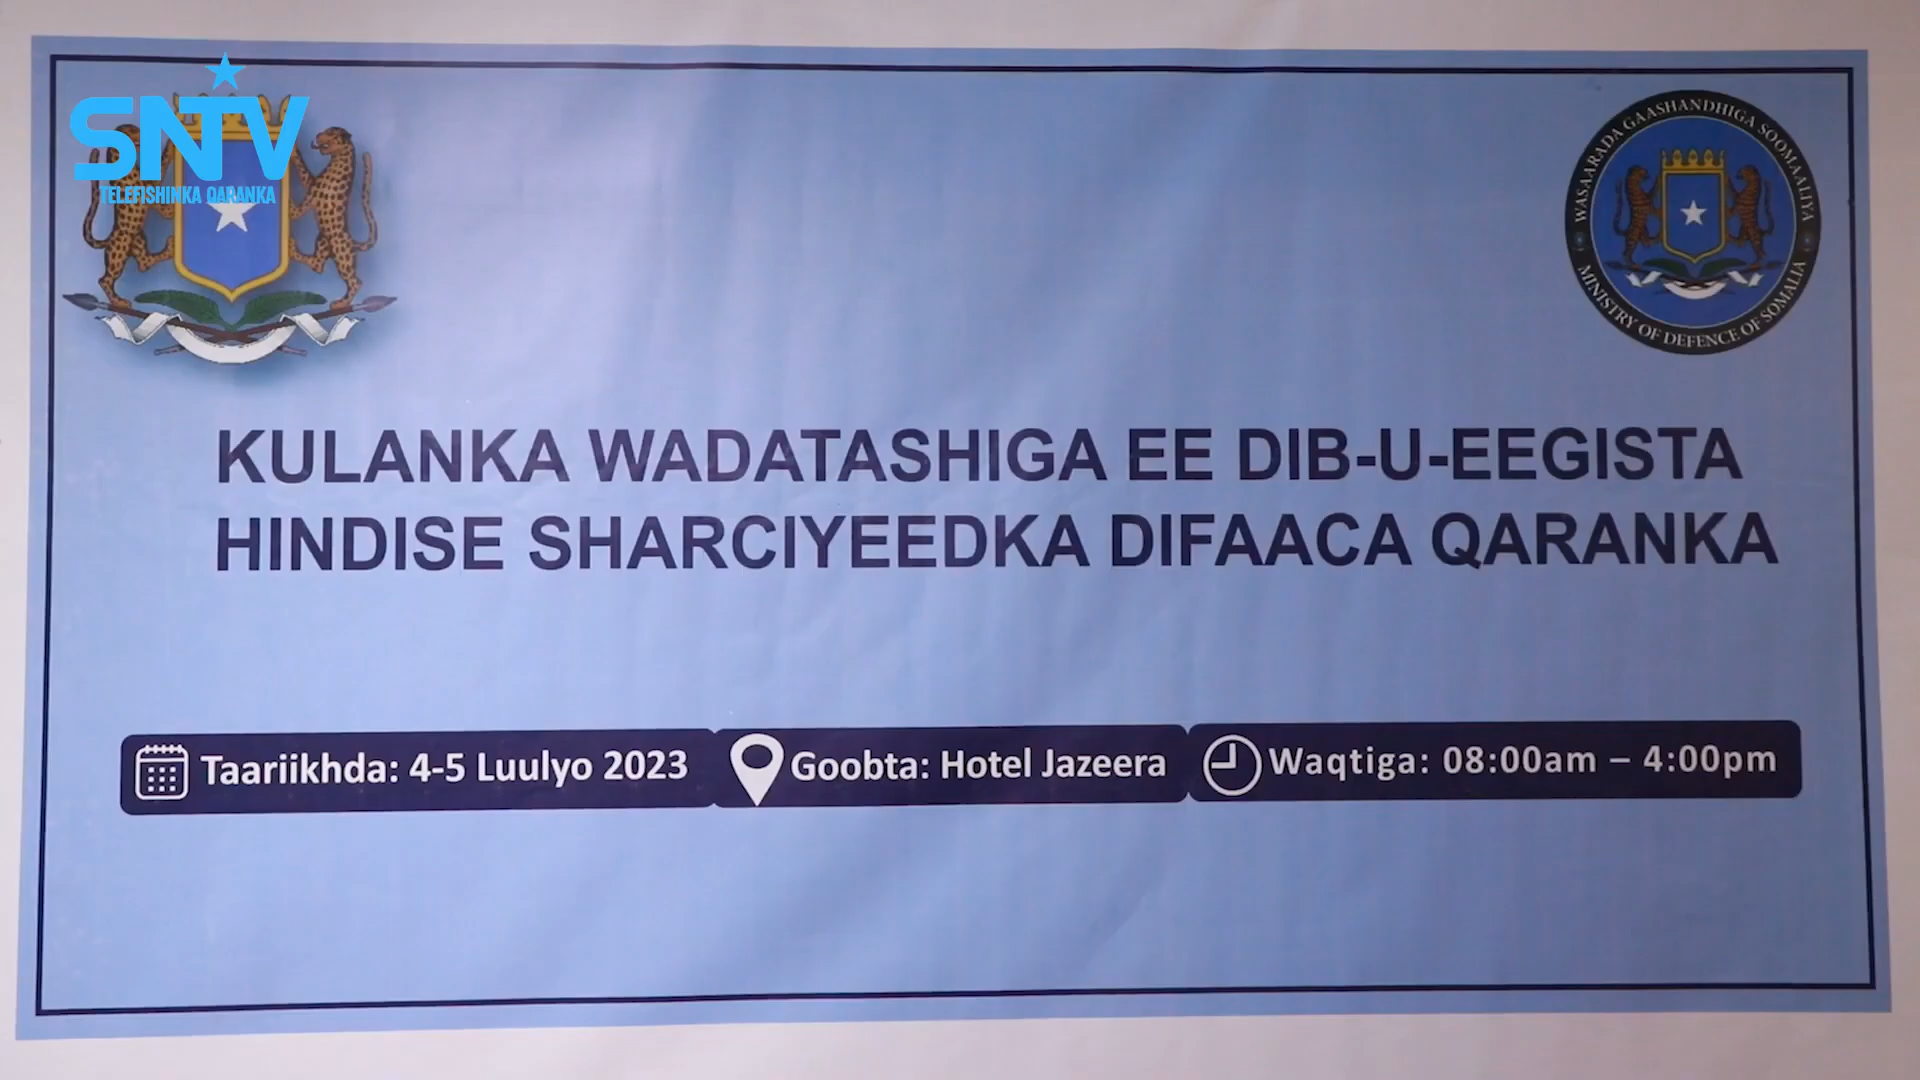 SNTV
TELEFISHINKA QARANKA
WASAARADA GAASHANDHIGA SOOMAALIYA
MINISTRY OF DEFENCE OF SOMALIA
KULANKA WADATASHIGA EE DIB-U-EEGISTA
HINDISE SHARCIYEEDKA DIFAACA QARANKA
Taariikhda: 4-5 Luulyo 2023
Goobta: Hotel Jazeera
Waqtiga: 08:00am – 4:00pm